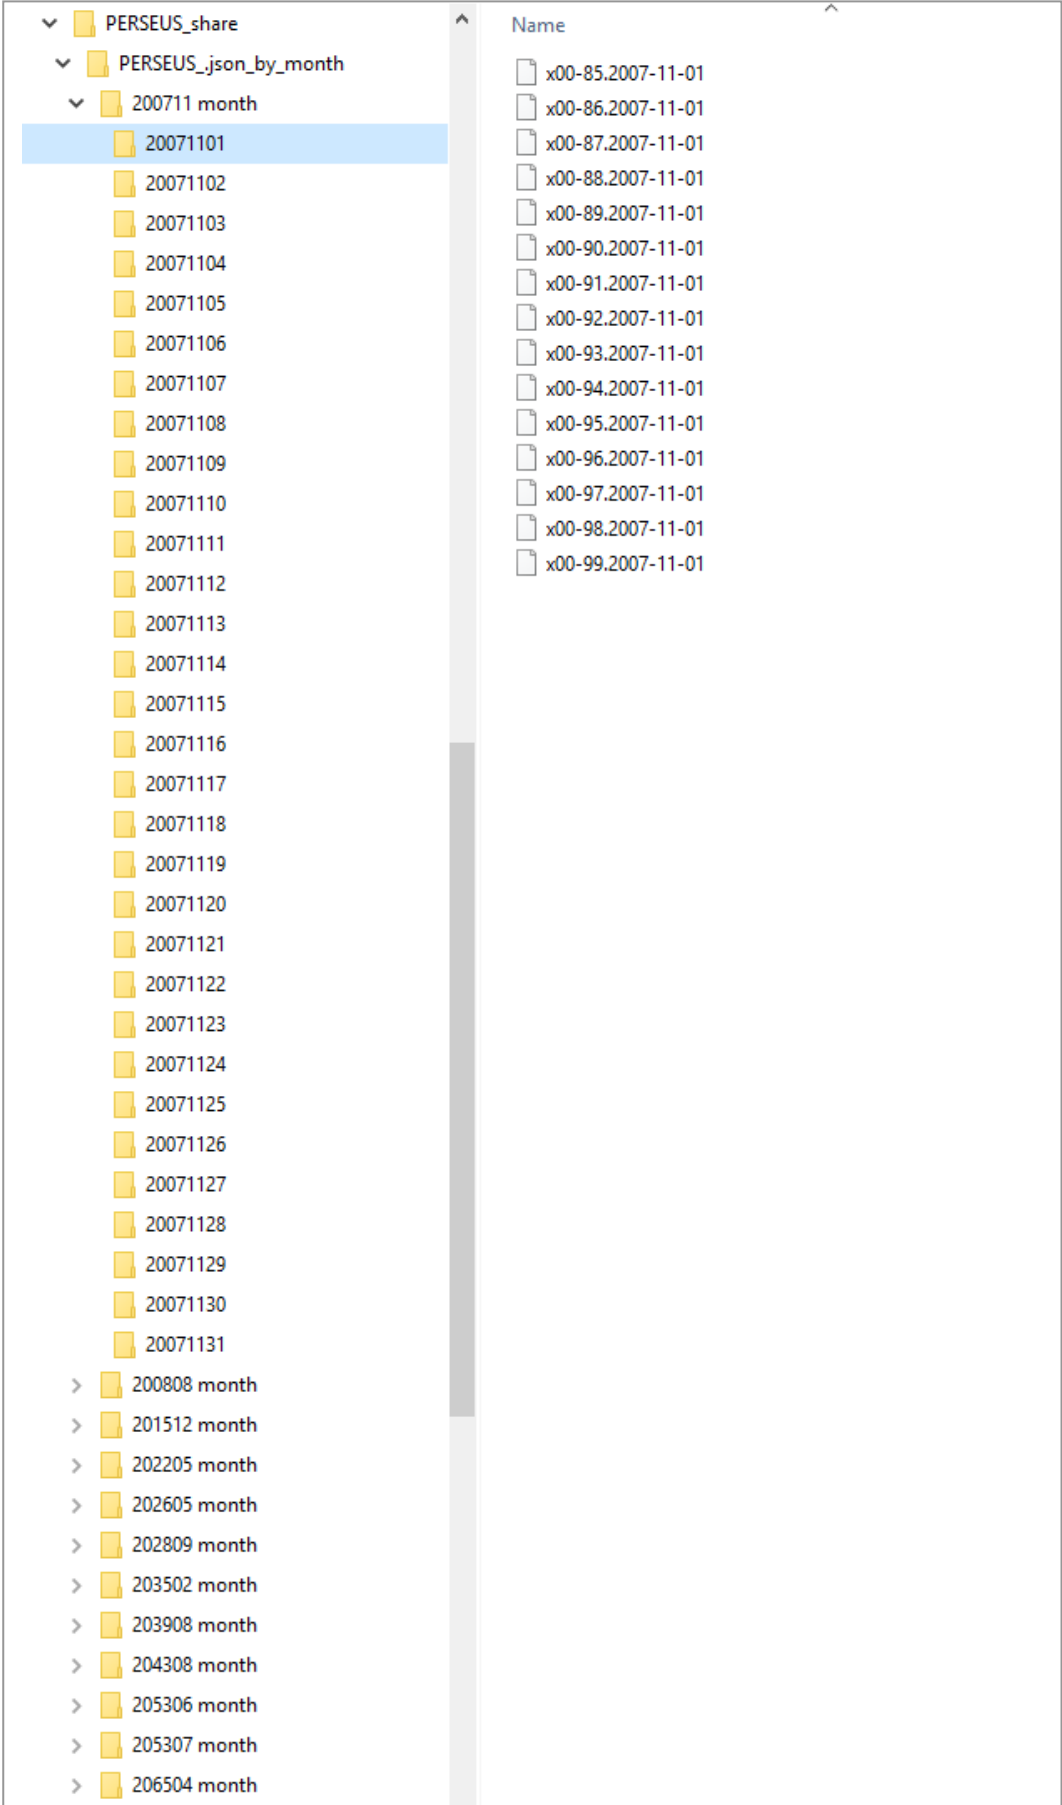 PERSEUS_share
PERSEUS_.json_by_month
200711 month
20071101
20071102
20071103
20071104
20071105
20071106
20071107
20071108
20071109
20071110
20071111
20071112
20071113
20071114
20071115
20071116
20071117
20071118
20071119
20071120
20071121
20071122
20071123
20071124
20071125
20071126
20071127
20071128
20071129
20071130
20071131
200808 month
201512 month
202205 month
202605 month
202809 month
203502 month
203908 month
204308 month
205306 month
205307 month
206504 month
Name
x00-85.2007-11-01
x00-86.2007-11-01
x00-87.2007-11-01
x00-88.2007-11-01
x00-89.2007-11-01
x00-90.2007-11-01
x00-91.2007-11-01
x00-92.2007-11-01
x00-93.2007-11-01
x00-94.2007-11-01
x00-95.2007-11-01
x00-96.2007-11-01
x00-97.2007-11-01
x00-98.2007-11-01
x00-99.2007-11-01